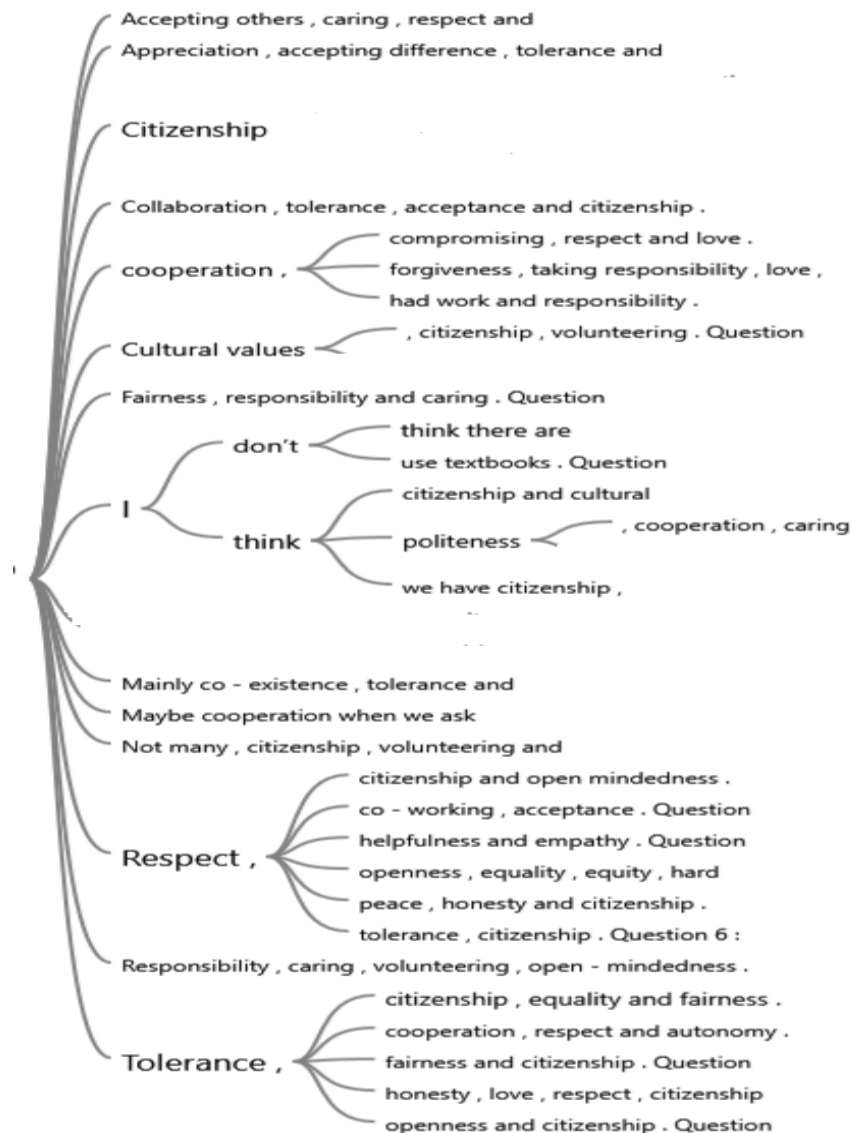 Accepting others , caring , respect and
Appreciation , accepting difference , tolerance and
Citizenship
Collaboration , tolerance , acceptance and citizenship .
cooperation ,
compromising , respect and love .
forgiveness , taking responsibility , love ,
had work and responsibility .
Cultural values
, citizenship , volunteering . Question
Fairness , responsibility and caring . Question
I
don't
think there are
use textbooks . Question
think
citizenship and cultural
politeness
, cooperation , caring
we have citizenship ,
Mainly co - existence , tolerance and
Maybe cooperation when we ask
Not many , citizenship , volunteering and
Respect ,
citizenship and open mindedness .
co - working , acceptance . Question
helpfulness and empathy . Question
openness , equality , equity , hard
peace , honesty and citizenship .
tolerance , citizenship . Question 6 :
Responsibility , caring , volunteering , open - mindedness .
Tolerance ,
citizenship , equality and fairness .
cooperation , respect and autonomy .
fairness and citizenship . Question
honesty , love , respect , citizenship
openness and citizenship . Question